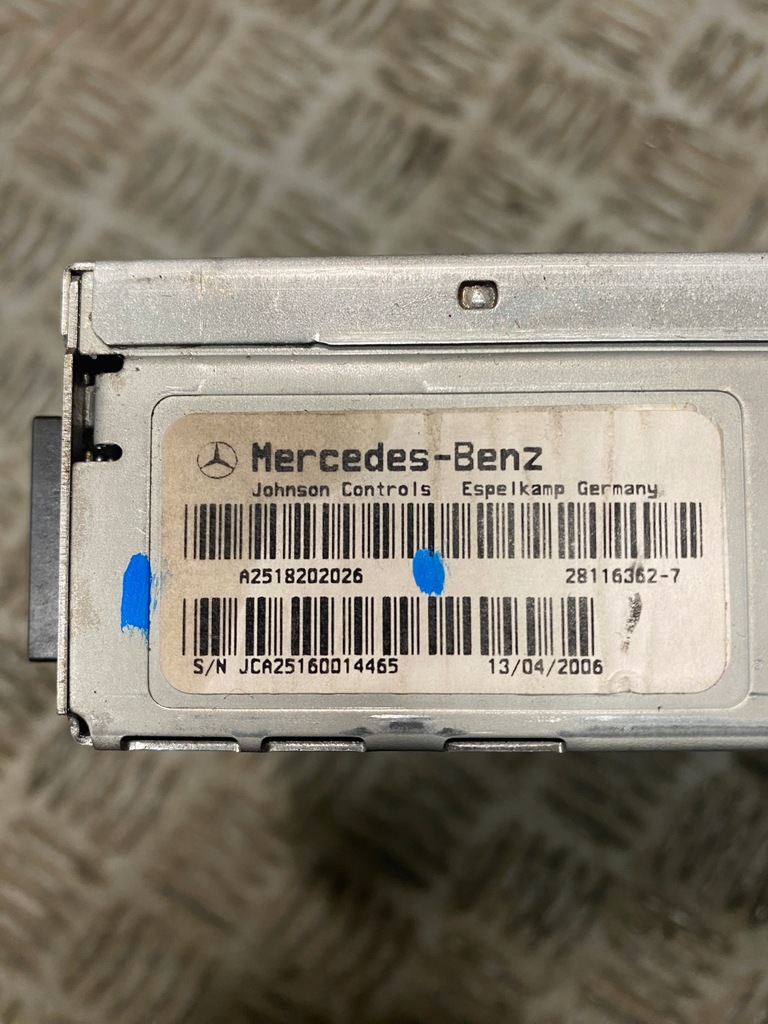 Mercedes-Benz
Johnson Controls Espelkamp Germany
A2518202026 28116362-7
S/N JCA25160014465 13/04/2006